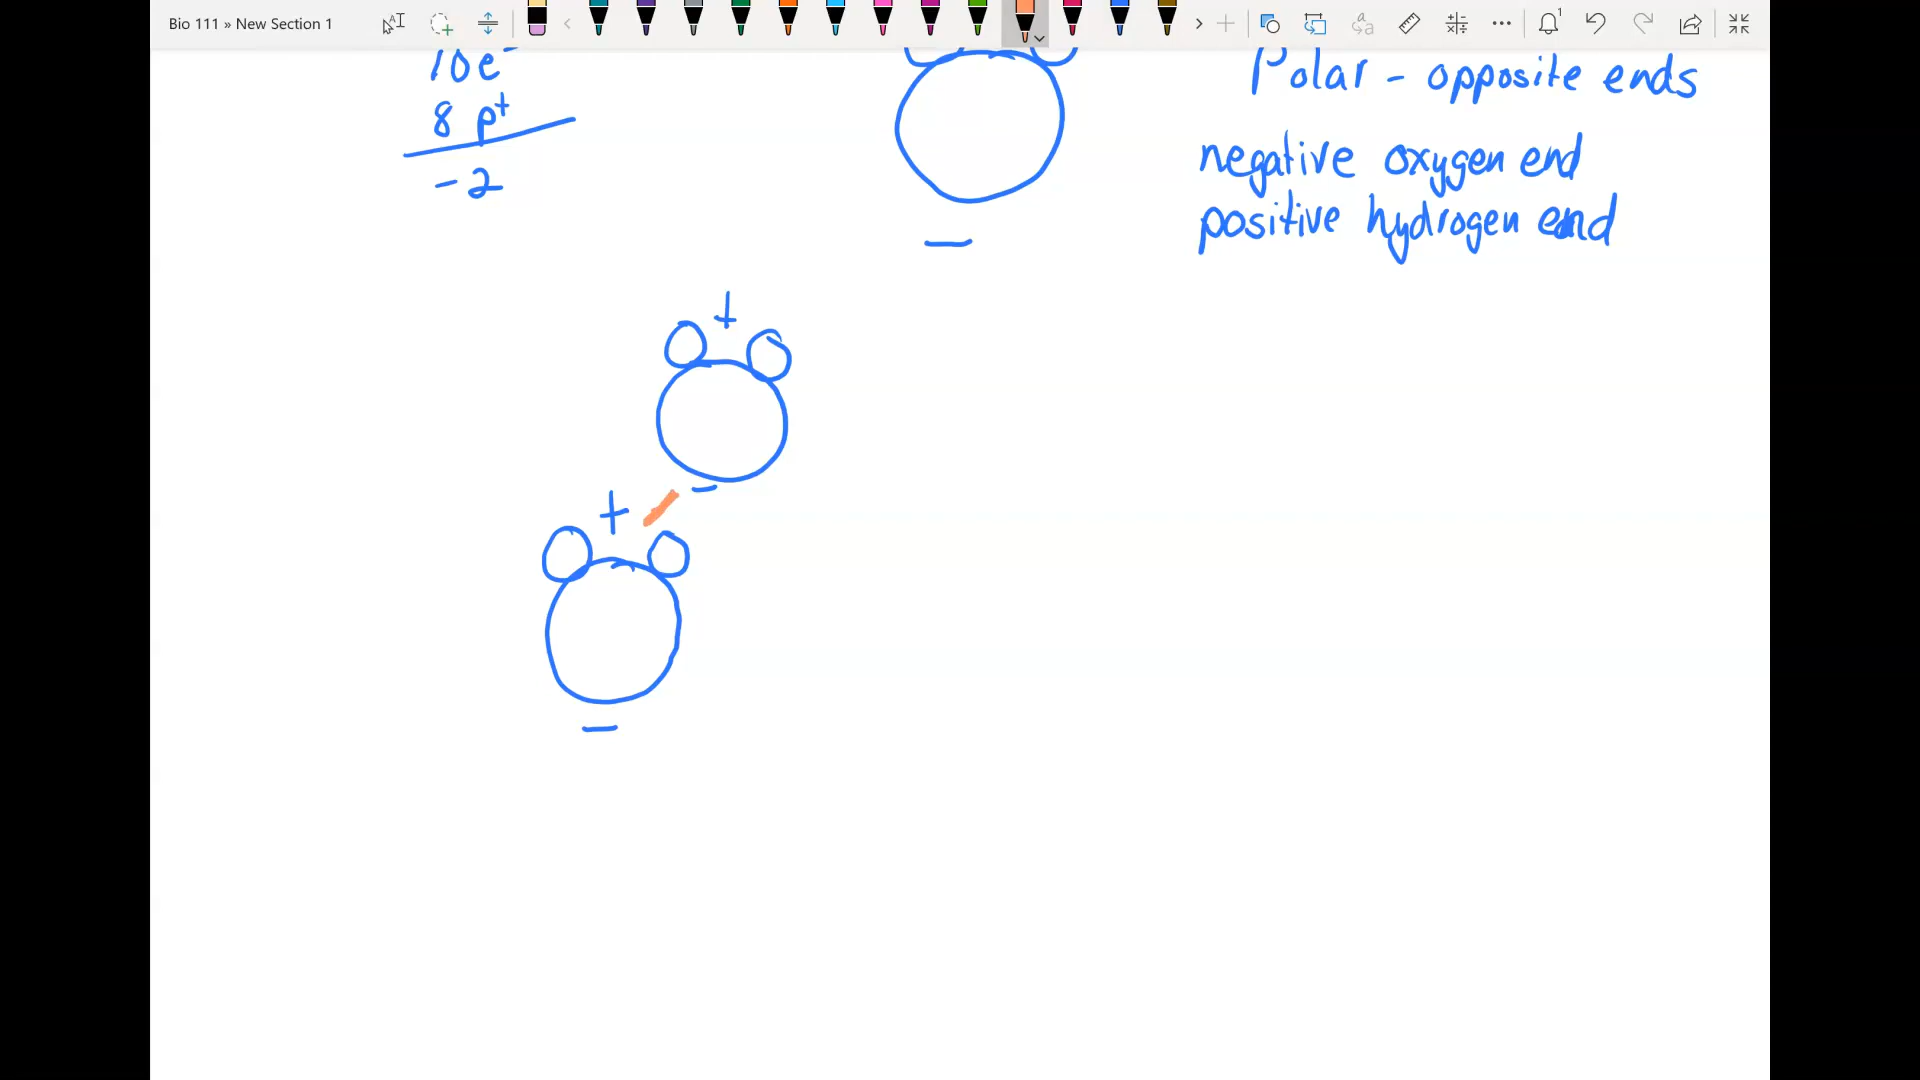 Bio 111 » New Section 1
10e⁻
8 p⁺
-2
Polar - opposite ends
negative oxygen end
positive hydrogen end
—
+
-
+
—